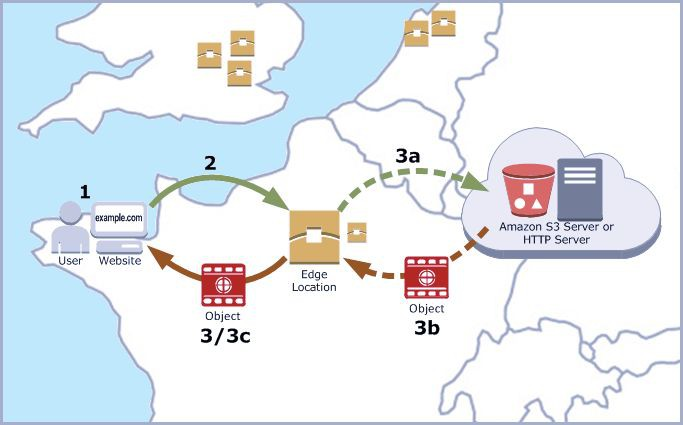 1
2
3a
example.com
User
Website
Edge
Location
Amazon S3 Server or
HTTP Server
Object
3/3c
Object
3b